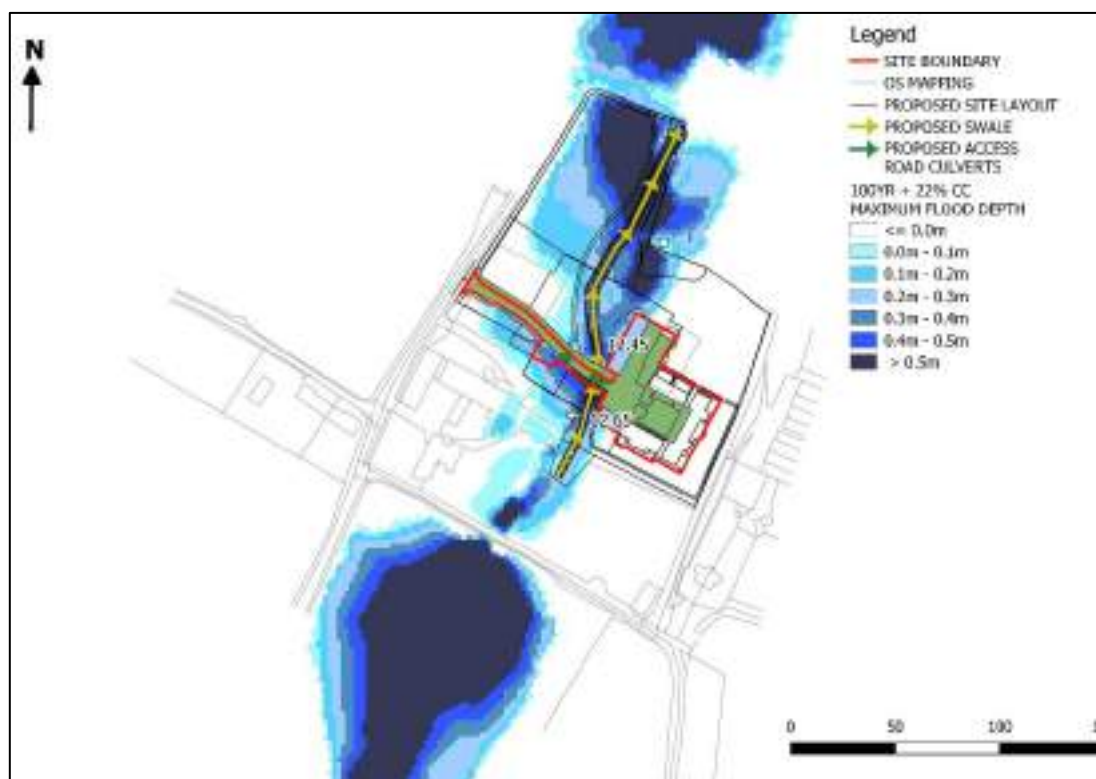 N
Legend
SITE BOUNDARY
OS MAPPING
PROPOSED SITE LAYOUT
PROPOSED SWALE
PROPOSED ACCESS
ROAD CULVERTS
100YR + 22% CC
MAXIMUM FLOOD DEPTH
<= 0.0m
0.0m - 0.1m
0.1m - 0.2m
0.2m - 0.3m
0.3m - 0.4m
0.4m - 0.5m
> 0.5m
0
50
100